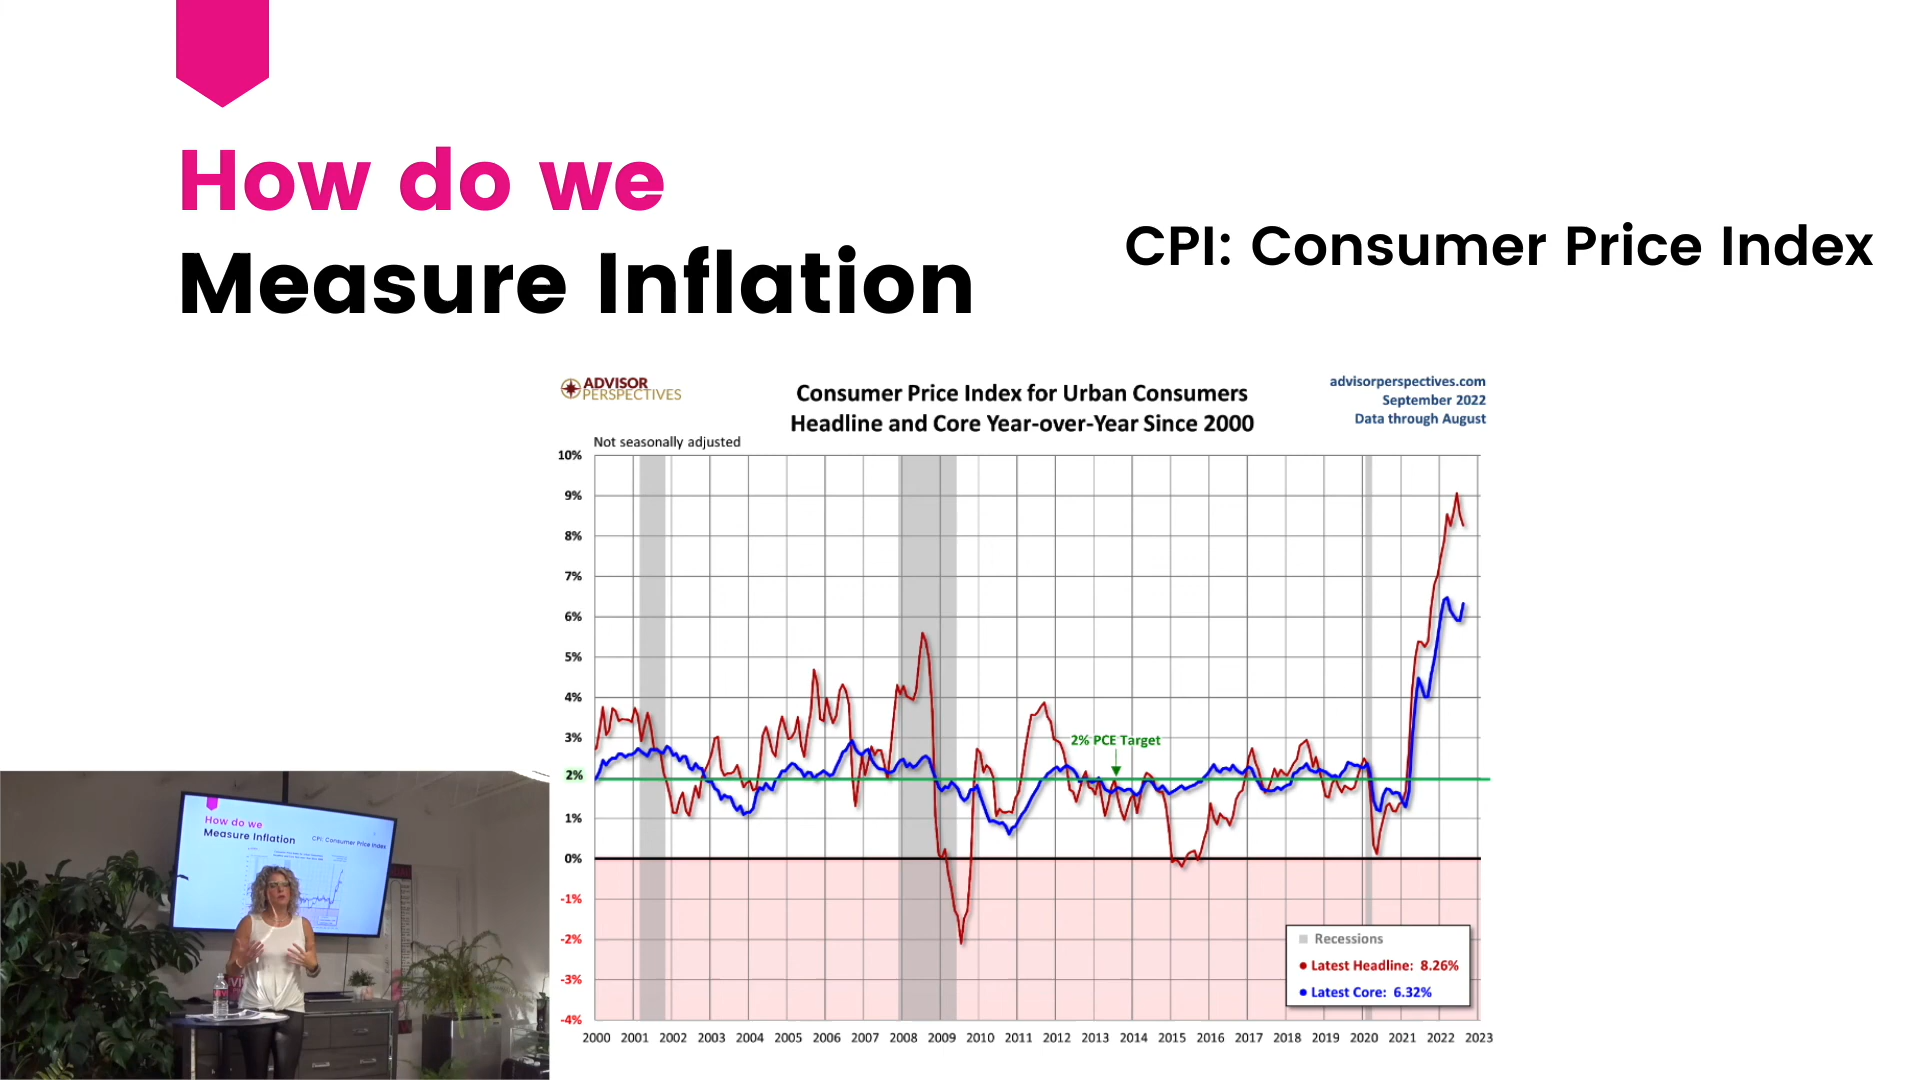 How do we
Measure Inflation
CPI: Consumer Price Index
ADVISOR
PERSPECTIVES
Consumer Price Index for Urban Consumers
Headline and Core Year-over-Year Since 2000
advisorperspectives.com
September 2022
Data through August
Not seasonally adjusted
10%
9%
8%
7%
6%
5%
4%
3%
2%
1%
0%
-1%
-2%
-3%
-4%
2% PCE Target
Recessions
Latest Headline: 8.26%
Latest Core: 6.32%
2000 2001 2002 2003 2004 2005 2006 2007 2008 2009 2010 2011 2012 2013 2014 2015 2016 2017 2018 2019 2020 2021 2022 2023
How do we
Measure Inflation
CPI: Consumer Price Index